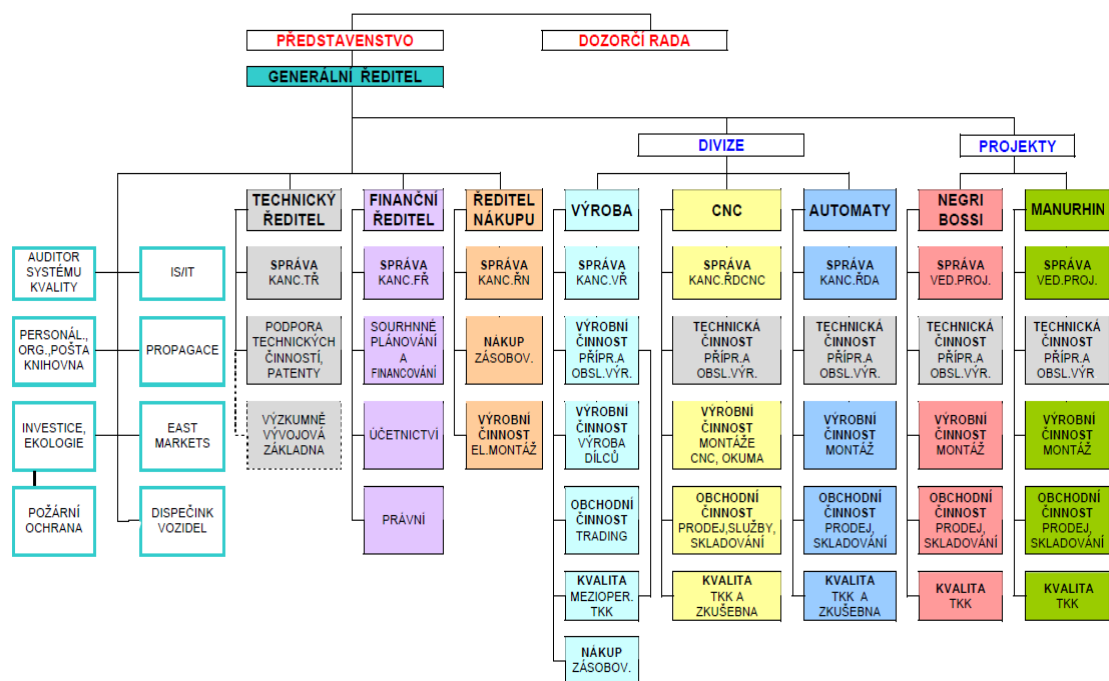 PŘEDSTAVENSTVO
DOZORČÍ RADA
GENERÁLNÍ ŘEDITEL
DIVIZE
PROJEKTY
TECHNICKÝ
ŘEDITEL
FINANČNÍ
ŘEDITEL
ŘEDITEL
NÁKUPU
VÝROBA
CNC
AUTOMATY
NEGRI
BOSSI
MANURHIN
AUDITOR
SYSTÉMU
KVALITY
IS/IT
SPRÁVA
KANC.TŘ
SPRÁVA
KANC.FŘ
SPRÁVA
KANC.ŘN
SPRÁVA
KANC.VŘ
SPRÁVA
KANC.ŘDCNC
SPRÁVA
KANC.ŘDA
SPRÁVA
VED.PROJ.
SPRÁVA
VED.PROJ.
PERSONÁL.,
ORG.,POŠTA
KNIHOVNA
PROPAGACE
PODPORA
TECHNICKÝCH
ČINNOSTÍ,
PATENTY
SOURHNNÉ
PLÁNOVÁNÍ
A
FINANCOVÁNÍ
NÁKUP
ZÁSOBOV.
VÝROBNÍ
ČINNOST
PŘÍPR.A
OBSL.VÝR.
TECHNICKÁ
ČINNOST
PŘÍPR.A
OBSL.VÝR.
TECHNICKÁ
ČINNOST
PŘÍPR.A
OBSL.VÝR.
TECHNICKÁ
ČINNOST
PŘÍPR.A
OBSL.VÝR.
TECHNICKÁ
ČINNOST
PŘÍPR.A
OBSL.VÝR
INVESTICE,
EKOLOGIE
EAST
MARKETS
VÝZKUMNĚ
VÝVOJOVÁ
ZÁKLADNA
ÚČETNICTVÍ
VÝROBNÍ
ČINNOST
EL.MONTÁŽ
VÝROBNÍ
ČINNOST
VÝROBA
DÍLCŮ
VÝROBNÍ
ČINNOST
MONTÁŽE
CNC, OKUMA
VÝROBNÍ
ČINNOST
MONTÁŽ
VÝROBNÍ
ČINNOST
MONTÁŽ
VÝROBNÍ
ČINNOST
MONTÁŽ
POŽÁRNÍ
OCHRANA
DISPEČINK
VOZIDEL
PRÁVNÍ
OBCHODNÍ
ČINNOST
TRADING
OBCHODNÍ
ČINNOST
PRODEJ,SLUŽBY,
SKLADOVÁNÍ
OBCHODNÍ
ČINNOST
PRODEJ,
SKLADOVÁNÍ
OBCHODNÍ
ČINNOST
PRODEJ,
SKLADOVÁNÍ
OBCHODNÍ
ČINNOST
PRODEJ,
SKLADOVÁNÍ
KVALITA
MEZIOPER.
TKK
KVALITA
TKK A
ZKUŠEBNA
KVALITA
TKK A
ZKUŠEBNA
KVALITA
TKK
KVALITA
TKK
NÁKUP
ZÁSOBOV.